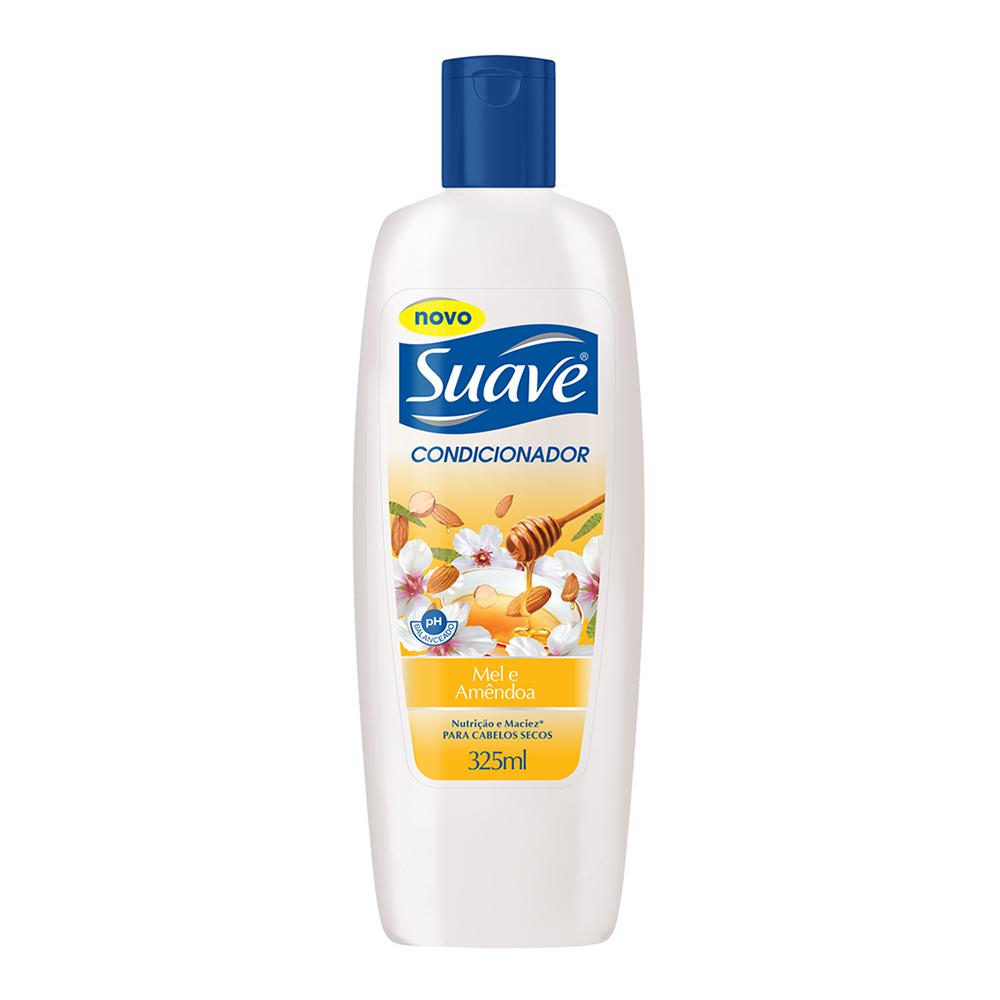 novo
Suave®
CONDICIONADOR
pH
BALANCEADO
Mel e
Amêndoa
Nutrição e Maciez*
PARA CABELOS SECOS
325ml